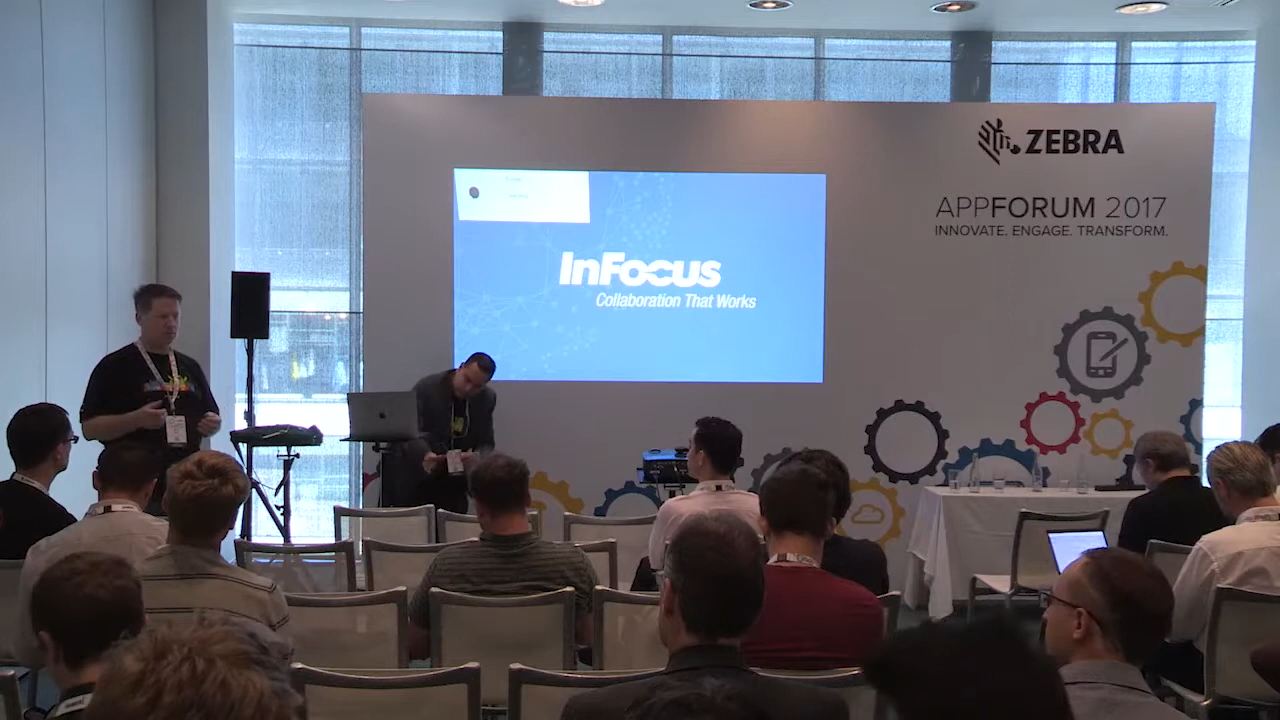 ZEBRA
APPFORUM 2017
INNOVATE. ENGAGE. TRANSFORM.
InFocus
Collaboration That Works